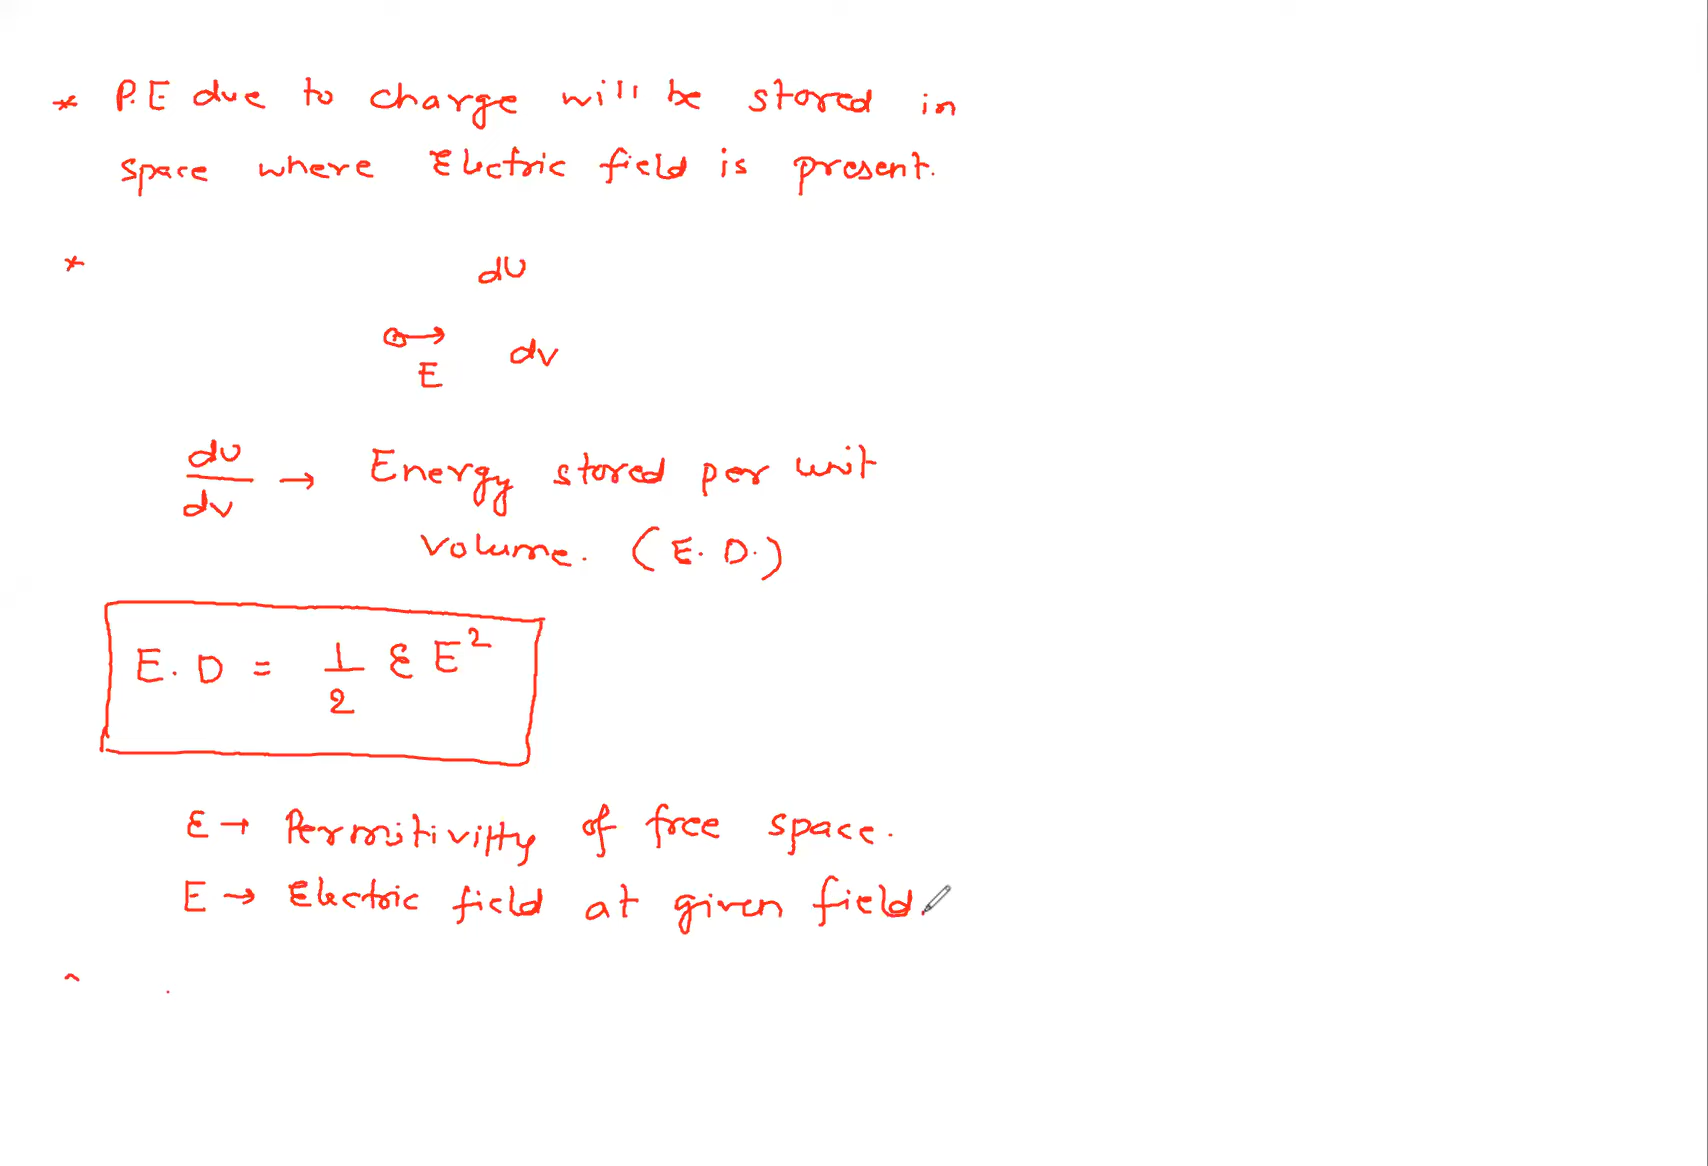 * P.E due to charge will be stored in
space where Electric field is present.
*
dU
E
dv
dU/dv → Energy stored per unit
volume. (E. D.)
E. D = 1/2 ε E²
ε → Permitivitty of free space.
E → Electric field at given field.